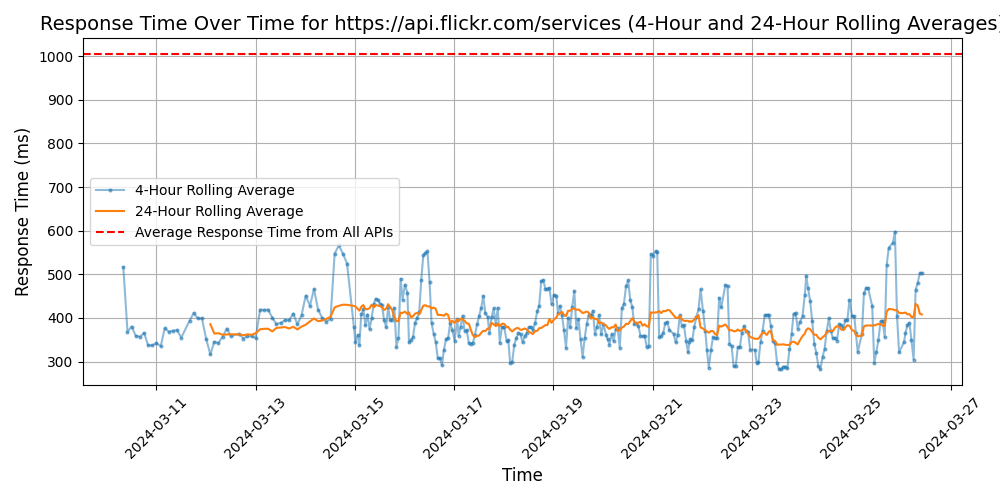 Response Time Over Time for https://api.flickr.com/services (4-Hour and 24-Hour Rolling Averages)
Response Time (ms)
1000
900
800
700
600
500
400
300
4-Hour Rolling Average
24-Hour Rolling Average
Average Response Time from All APIs
2024-03-11
2024-03-13
2024-03-15
2024-03-17
2024-03-19
2024-03-21
2024-03-23
2024-03-25
2024-03-27
Time